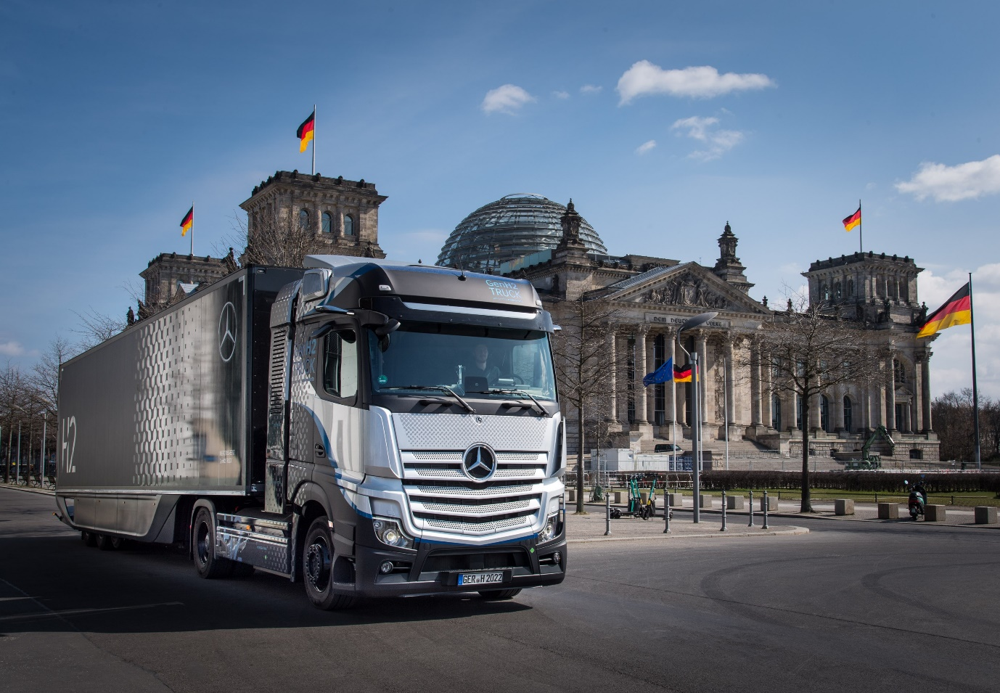 GenH2
TRUCK
DEM DEUTSCHEN VOLKE
H2
GER H 2022